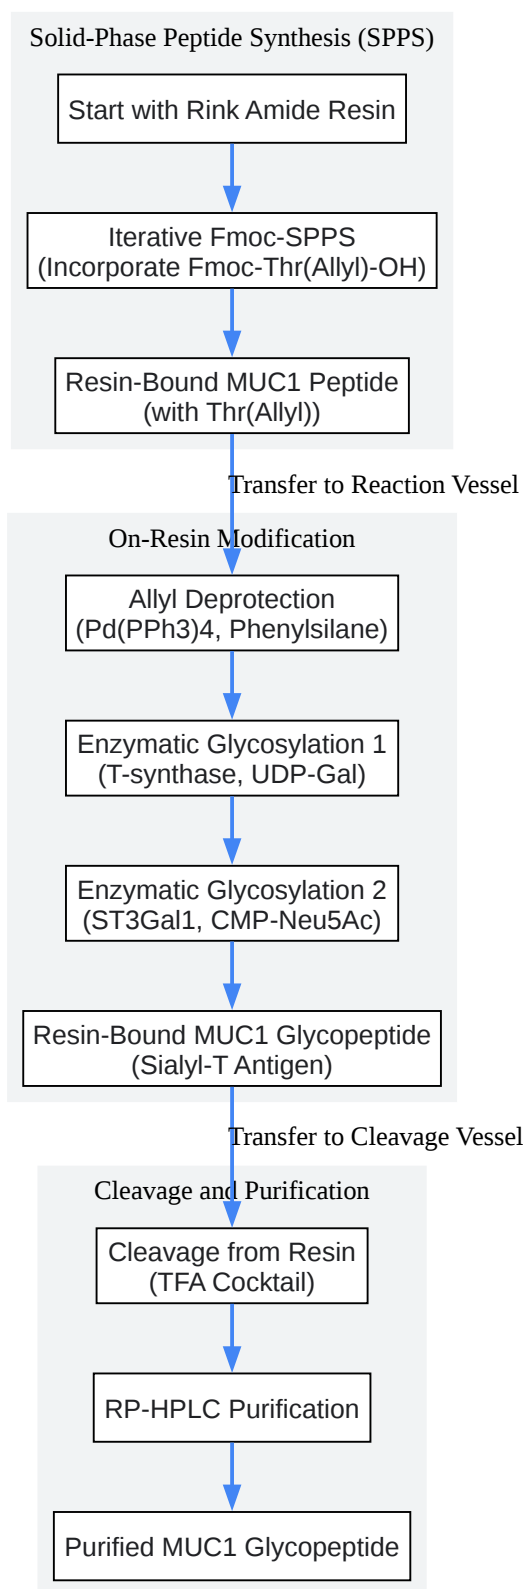 Solid-Phase Peptide Synthesis (SPPS)
Start with Rink Amide Resin
Iterative Fmoc-SPPS
(Incorporate Fmoc-Thr(Allyl)-OH)
Resin-Bound MUC1 Peptide
(with Thr(Allyl))
Transfer to Reaction Vessel
On-Resin Modification
Allyl Deprotection
(Pd(PPh3)4, Phenylsilane)
Enzymatic Glycosylation 1
(T-synthase, UDP-Gal)
Enzymatic Glycosylation 2
(ST3Gal1, CMP-Neu5Ac)
Resin-Bound MUC1 Glycopeptide
(Sialyl-T Antigen)
Transfer to Cleavage Vessel
Cleavage and Purification
Cleavage from Resin
(TFA Cocktail)
RP-HPLC Purification
Purified MUC1 Glycopeptide